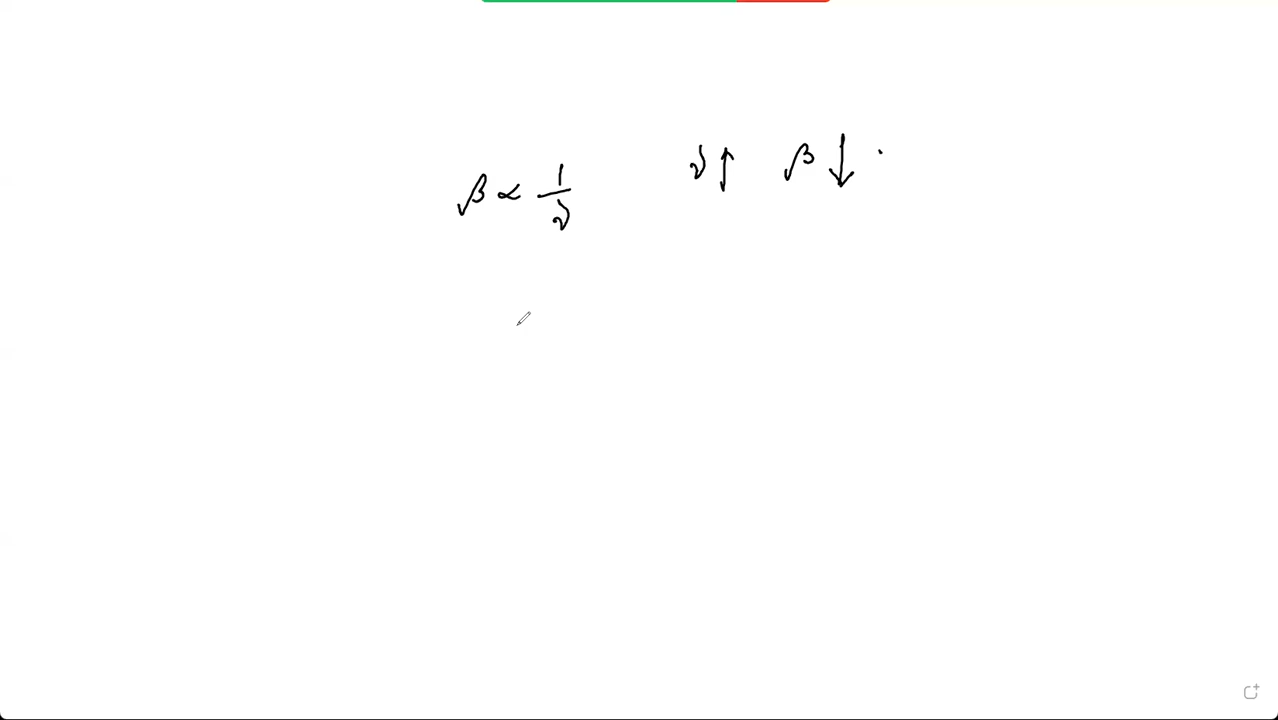 β ∝ 1/ν    ν ↑    β ↓ .